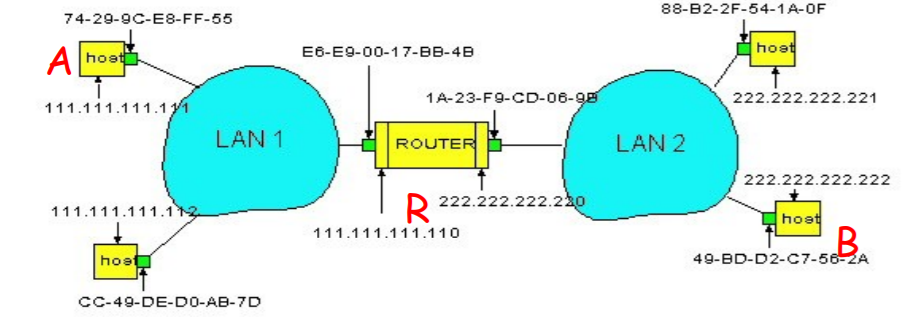 74-29-9C-E8-FF-55
A
host
111.111.111.111
LAN 1
111.111.111.112
host
CC-49-DE-D0-AB-7D
E6-E9-00-17-BB-4B
1A-23-F9-CD-06-9B
ROUTER
R
222.222.222.220
111.111.111.110
88-B2-2F-54-1A-0F
host
222.222.222.221
LAN 2
222.222.222.222
host
B
49-BD-D2-C7-56-2A